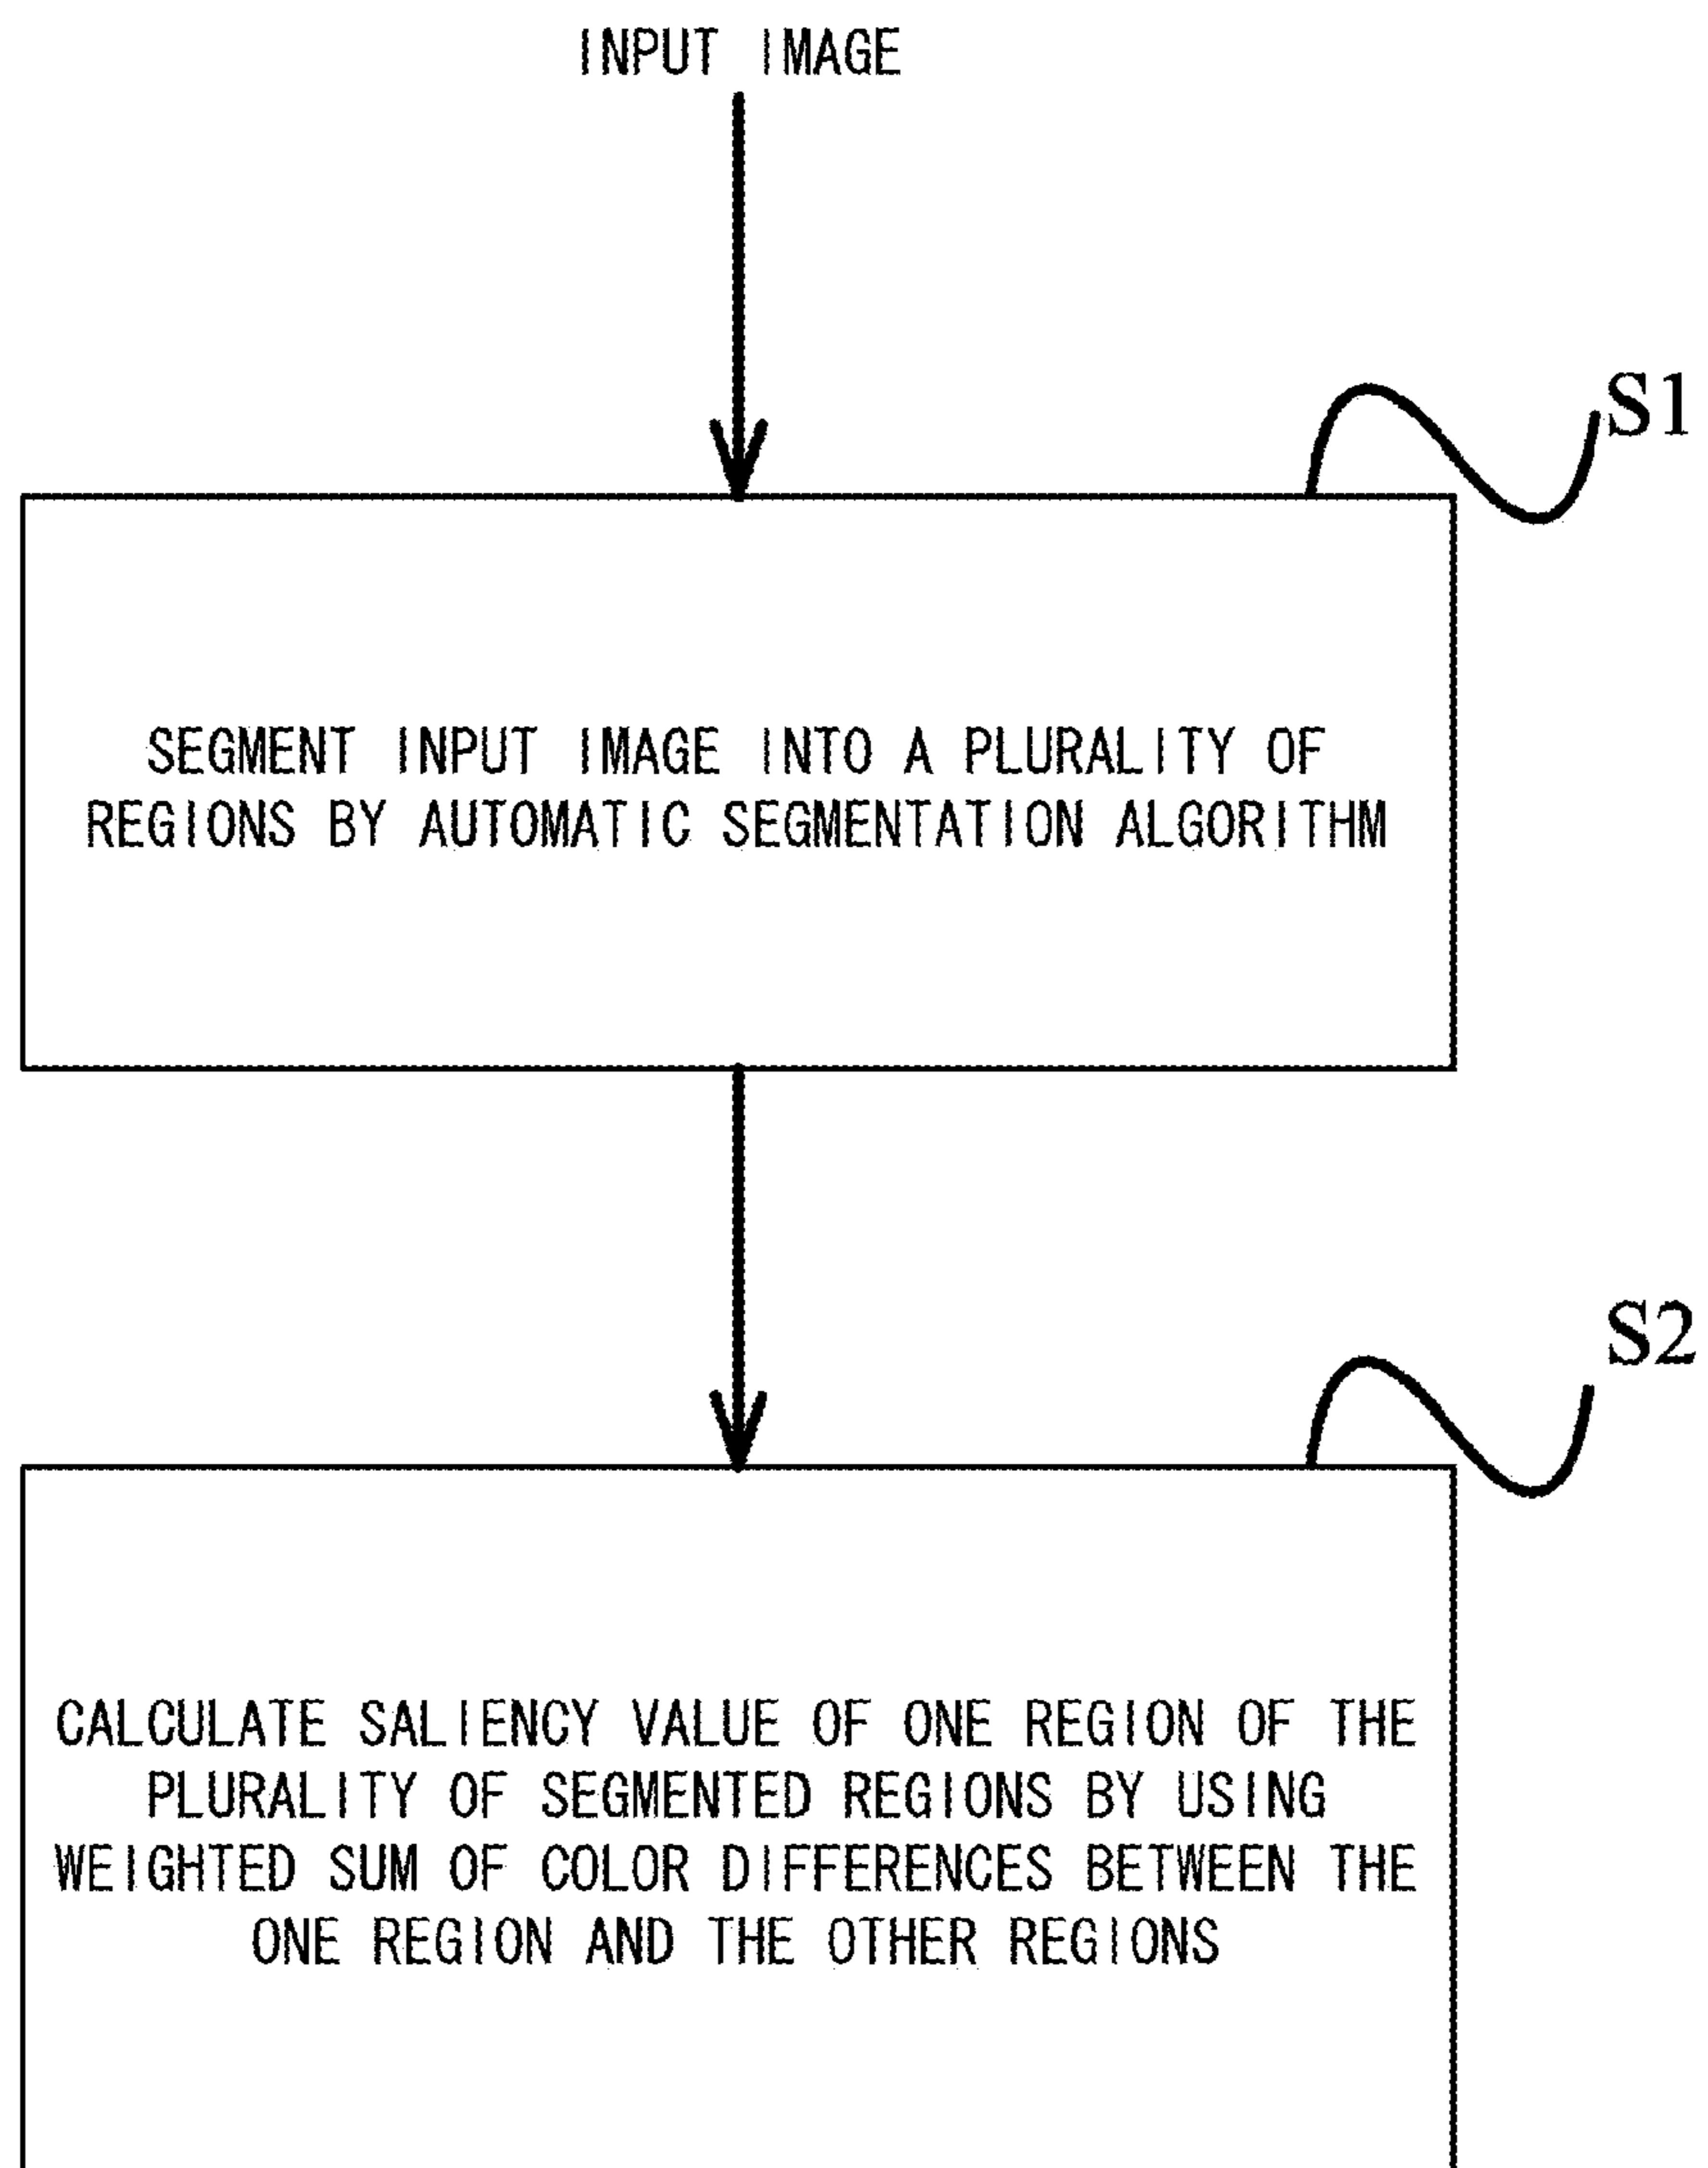 INPUT IMAGE
S1
SEGMENT INPUT IMAGE INTO A PLURALITY OF
REGIONS BY AUTOMATIC SEGMENTATION ALGORITHM
S2
CALCULATE SALIENCY VALUE OF ONE REGION OF THE
PLURALITY OF SEGMENTED REGIONS BY USING
WEIGHTED SUM OF COLOR DIFFERENCES BETWEEN THE
ONE REGION AND THE OTHER REGIONS